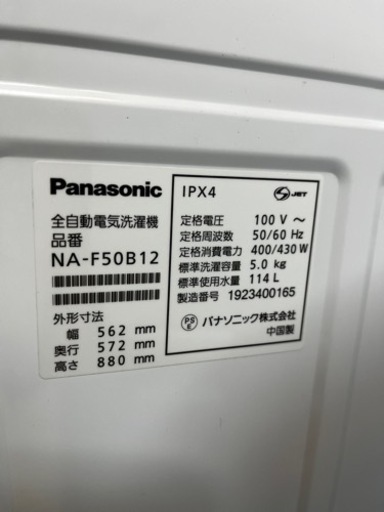 Panasonic
全自動電気洗濯機
品番
NA-F50B12
外形寸法
幅 562 mm
奥行 572 mm
高さ 880 mm
IPX4
S JET
定格電圧 100 V ～
定格周波数 50/60 Hz
定格消費電力 400/430 W
標準洗濯容量 5.0 kg
標準使用水量 114 L
製造番号 1923400165
PS E パナソニック株式会社
中国製